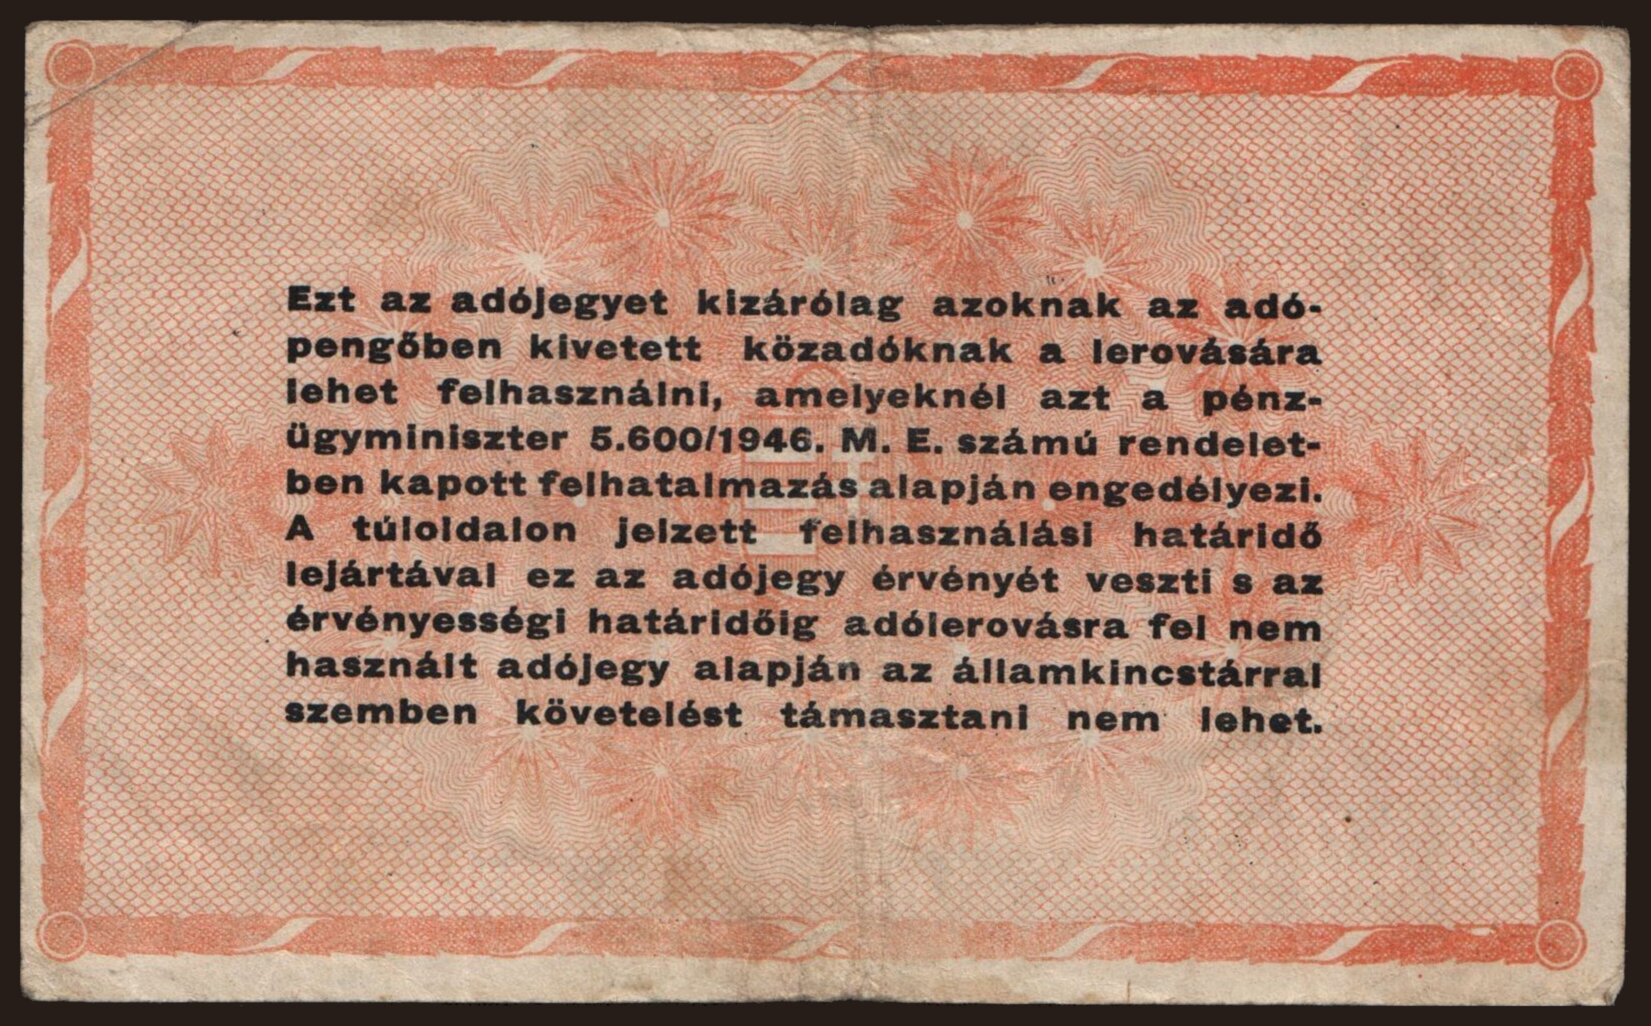 Ezt az adójegyet kizárólag azoknak az adó-
pengőben kivetett közadóknak a lerovására
lehet felhasználni, amelyeknél azt a pénz-
ügyminiszter 5.600/1946. M. E. számú rendelet-
ben kapott felhatalmazás alapján engedélyezi.
A túloldalon jelzett felhasználási határidő
lejártával ez az adójegy érvényét veszti s az
érvényességi határidőig adólerovásra fel nem
használt adójegy alapján az államkincstárral
szemben követelést támasztani nem lehet.